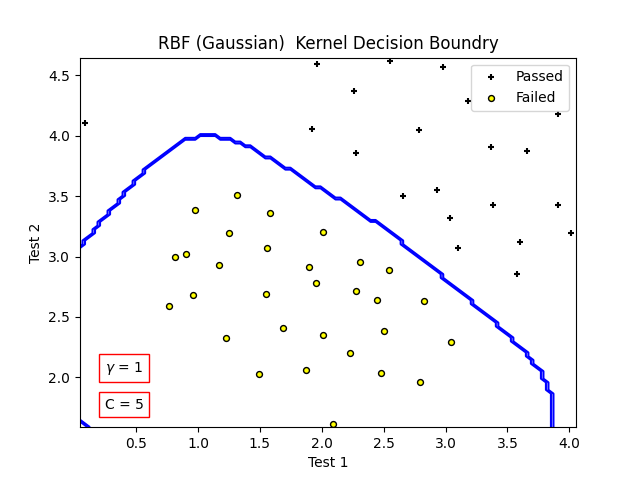 RBF (Gaussian)  Kernel Decision Boundry
Passed
Failed
4.5
4.0
3.5
3.0
2.5
2.0
Test 2
γ = 1
C = 5
0.5 1.0 1.5 2.0 2.5 3.0 3.5 4.0
Test 1